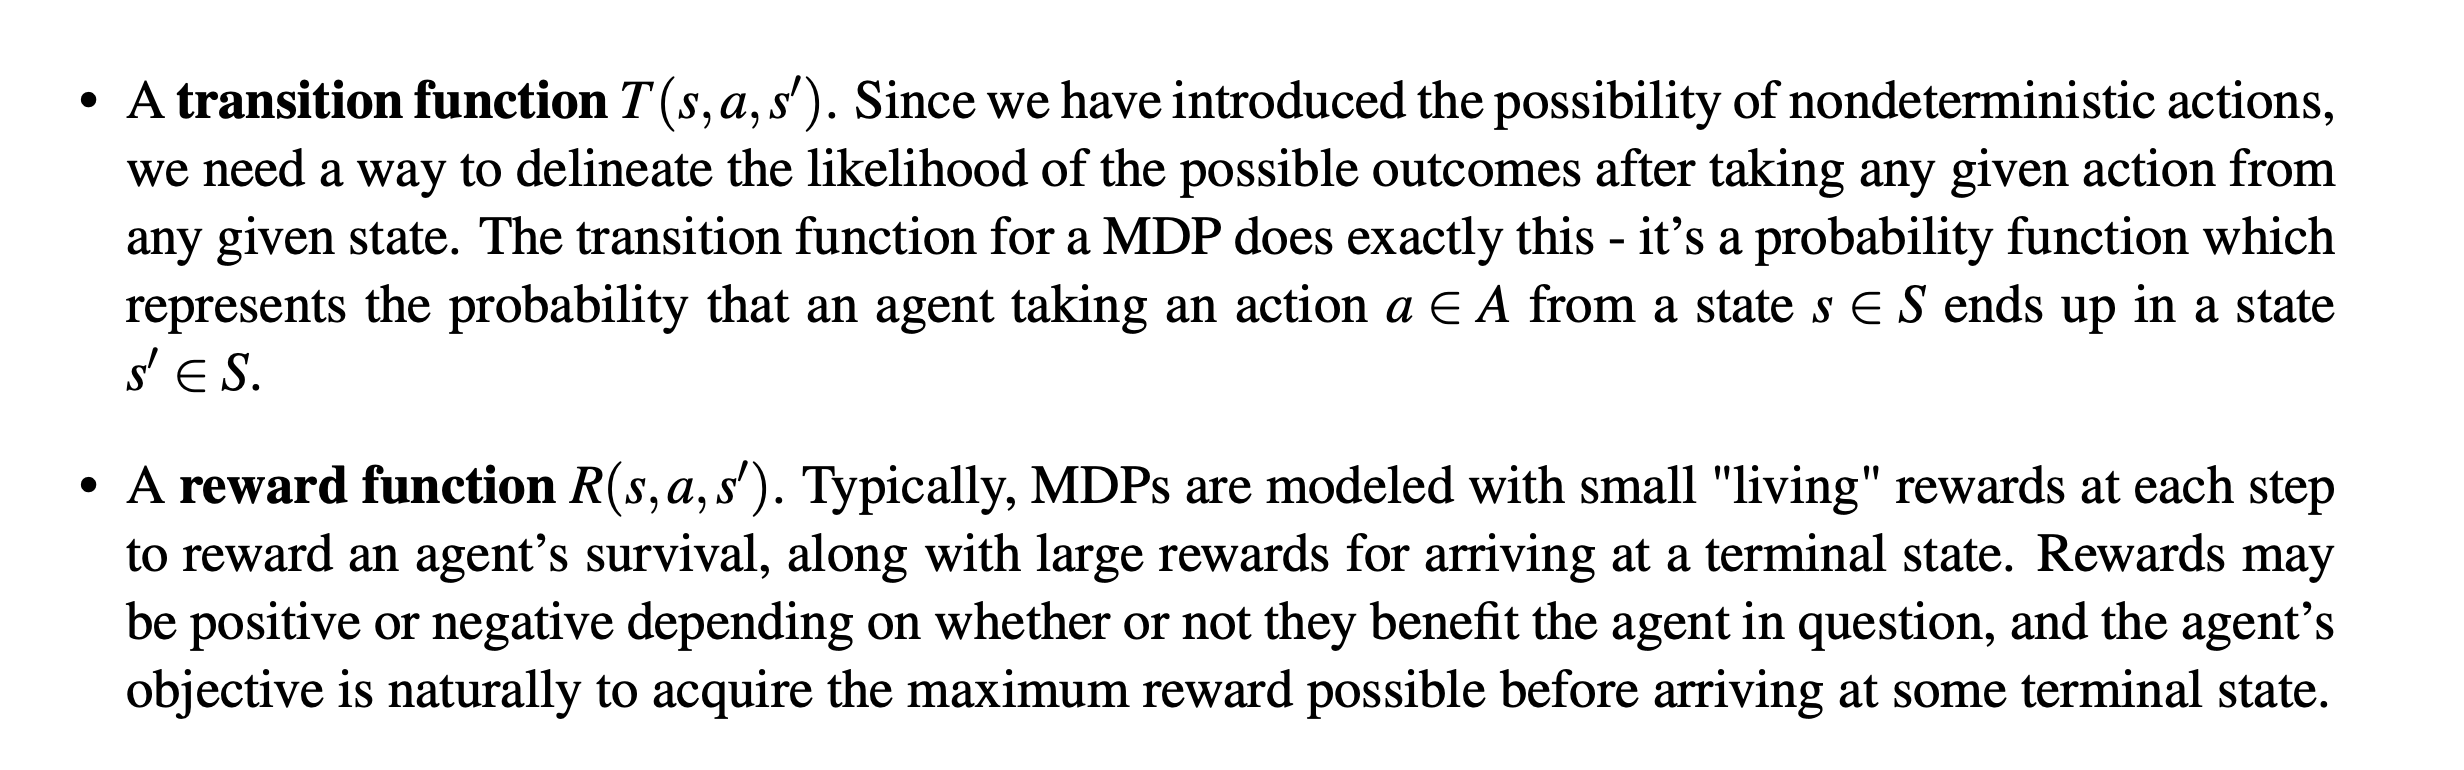 • A transition function T(s,a,s′). Since we have introduced the possibility of nondeterministic actions,
we need a way to delineate the likelihood of the possible outcomes after taking any given action from
any given state. The transition function for a MDP does exactly this - it’s a probability function which
represents the probability that an agent taking an action a ∈ A from a state s ∈ S ends up in a state
s′ ∈ S.
• A reward function R(s,a,s′). Typically, MDPs are modeled with small "living" rewards at each step
to reward an agent’s survival, along with large rewards for arriving at a terminal state. Rewards may
be positive or negative depending on whether or not they benefit the agent in question, and the agent’s
objective is naturally to acquire the maximum reward possible before arriving at some terminal state.